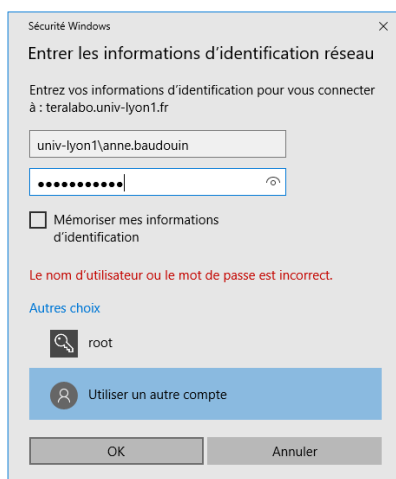 Sécurité Windows
Entrer les informations d'identification réseau
Entrez vos informations d'identification pour vous connecter
à : teralabo.univ-lyon1.fr
univ-lyon1\anne.baudouin
●●●●●●●●●●●
Mémoriser mes informations
d'identification
Le nom d'utilisateur ou le mot de passe est incorrect.
Autres choix
root
Utiliser un autre compte
OK
Annuler